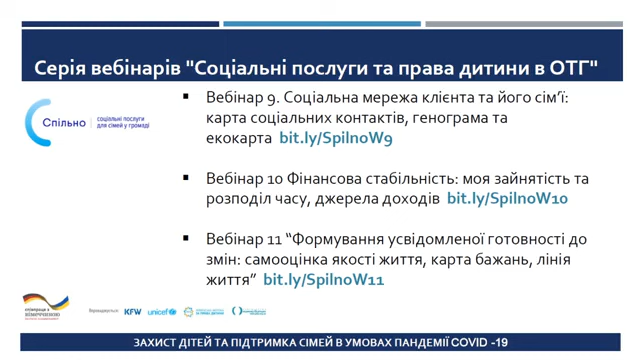 Серія вебінарів "Соціальні послуги та права дитини в ОТГ"
Спільно
соціальні послуги
для сімей у громаді
Вебінар 9. Соціальна мережа клієнта та його сім’ї:
карта соціальних контактів, генограма та
екокарта bit.ly/SpilnoW9
Вебінар 10 Фінансова стабільність: моя зайнятість та
розподіл часу, джерела доходів bit.ly/SpilnoW10
Вебінар 11 “Формування усвідомленої готовності до
змін: самооцінка якості життя, карта бажань, лінія
життя” bit.ly/SpilnoW11
Впроваджується:
KFW
unicef
ЗАХИСТ ДІТЕЙ ТА ПІДТРИМКА СІМЕЙ В УМОВАХ ПАНДЕМІЇ COVID -19